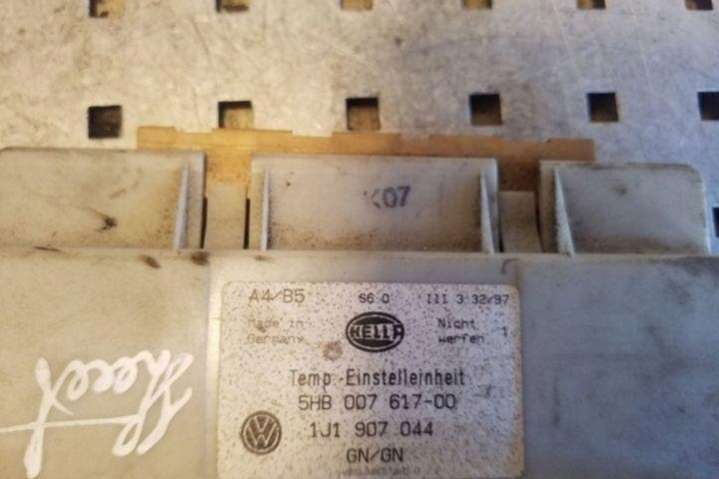 K07
A4/B5 S6 0 III 3 32/97
Made in Germany
HELLA
Nicht werfen 1
Temp.-Einstelleinheit
5HB 007 617-00
1J1 907 044
GN/GN